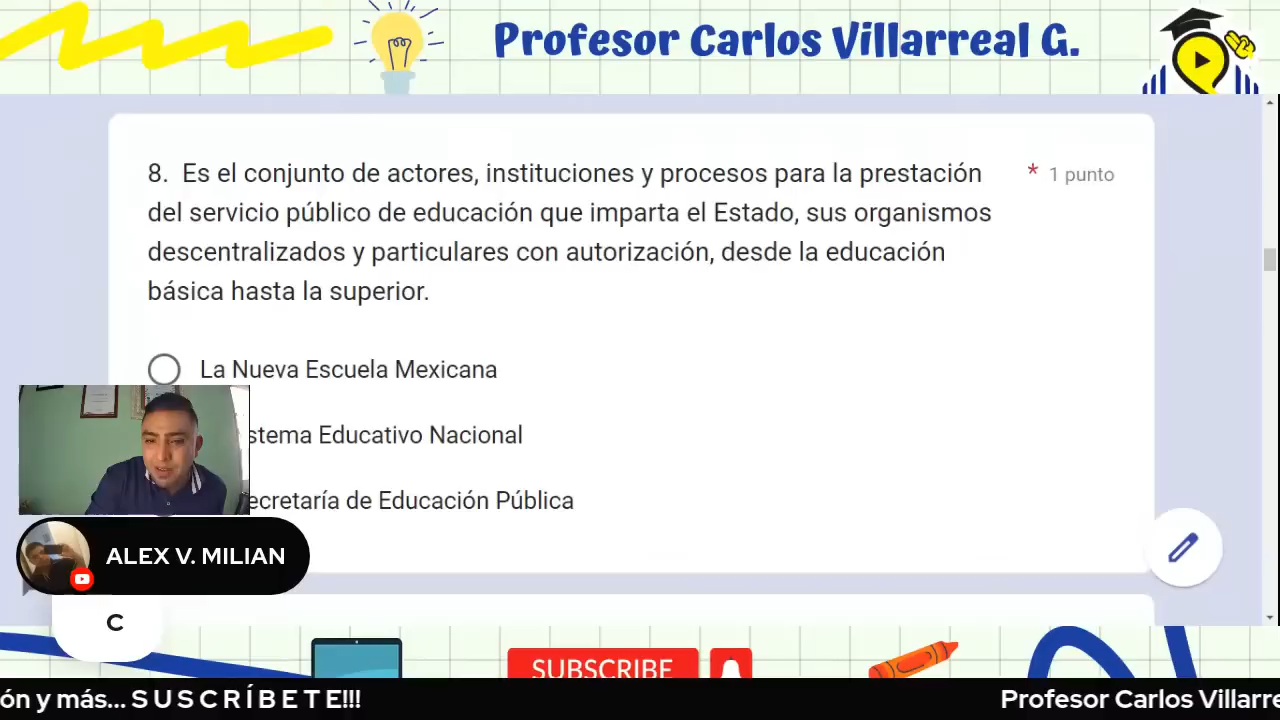 Profesor Carlos Villarreal G.
8. Es el conjunto de actores, instituciones y procesos para la prestación
* 1 punto
del servicio público de educación que imparta el Estado, sus organismos
descentralizados y particulares con autorización, desde la educación
básica hasta la superior.
La Nueva Escuela Mexicana
stema Educativo Nacional
ecretaría de Educación Pública
ALEX V. MILIAN
C
SUBSCRIBE
ón y más... S U S C R Í B E T E!!!
Profesor Carlos Villarre